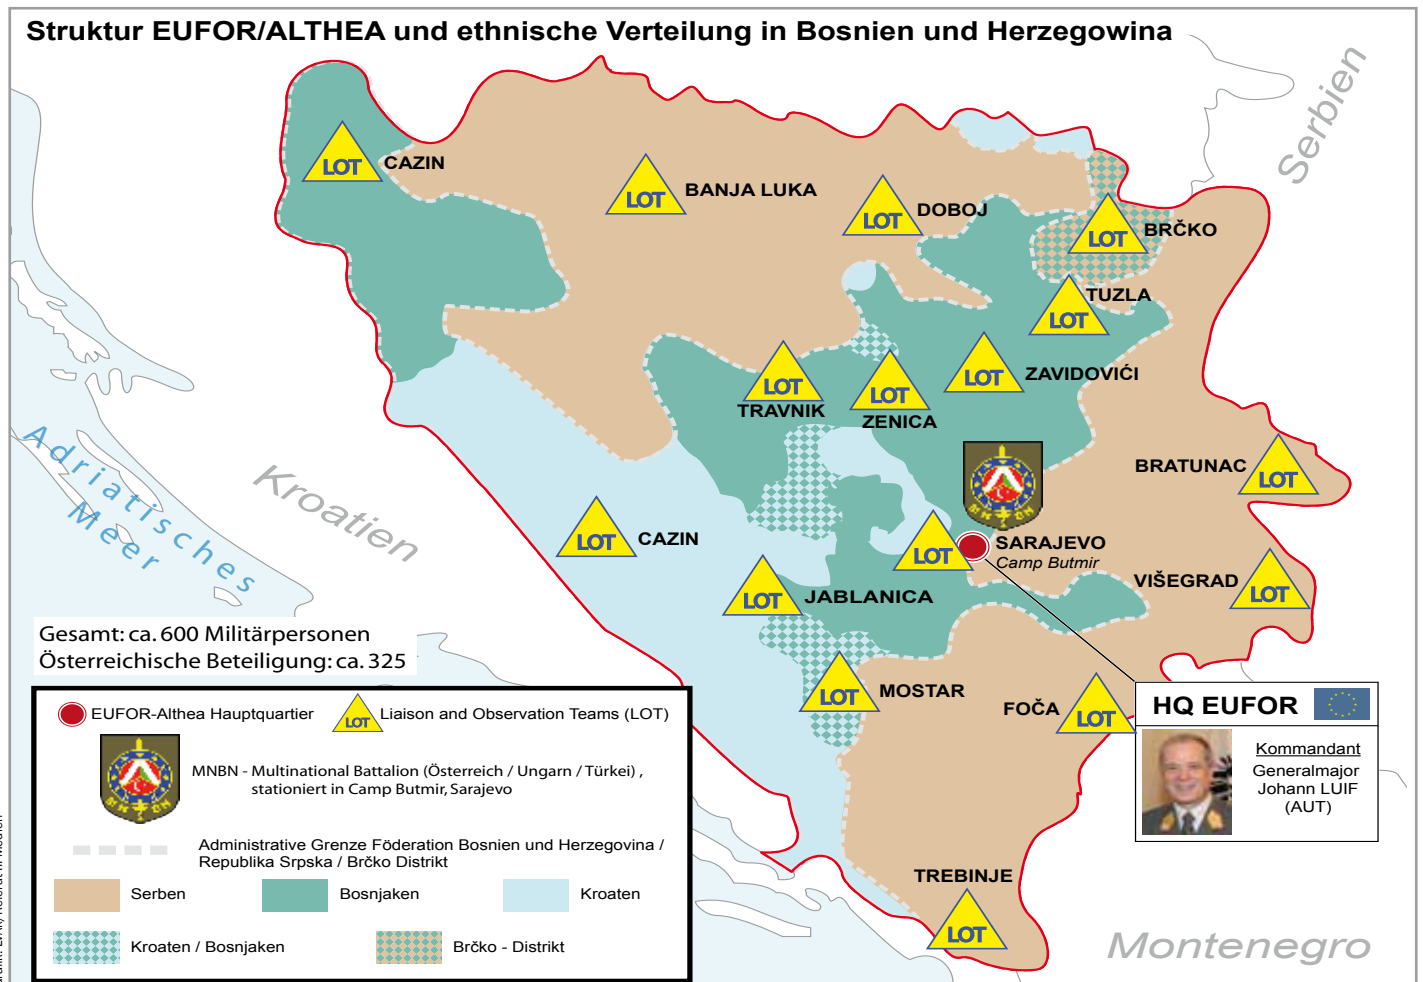 Struktur EUFOR/ALTHEA und ethnische Verteilung in Bosnien und Herzegowina
Serbien
LOT
CAZIN
LOT
BANJA LUKA
LOT
DOBOJ
LOT
BRČKO
LOT
TUZLA
LOT
TRAVNIK
LOT
ZENICA
LOT
ZAVIDOVIĆI
Adriatisches
Meer
Kroatien
LOT
BRATUNAC
LOT
CAZIN
LOT
SARAJEVO
Camp Butmir
LOT
JABLANICA
VIŠEGRAD
LOT
LOT
MOSTAR
FOČA
LOT
TREBINJE
LOT
Montenegro
HQ EUFOR
Kommandant
Generalmajor
Johann LUIF
(AUT)
Gesamt: ca. 600 Militärpersonen
Österreichische Beteiligung: ca. 325
EUFOR-Althea Hauptquartier
LOT
Liaison and Observation Teams (LOT)
MNBN - Multinational Battalion (Österreich / Ungarn / Türkei) ,
stationiert in Camp Butmir, Sarajevo
Administrative Grenze Föderation Bosnien und Herzegovina /
Republika Srpska / Brčko Distrikt
Serben
Bosnjaken
Kroaten
Kroaten / Bosnjaken
Brčko - Distrikt